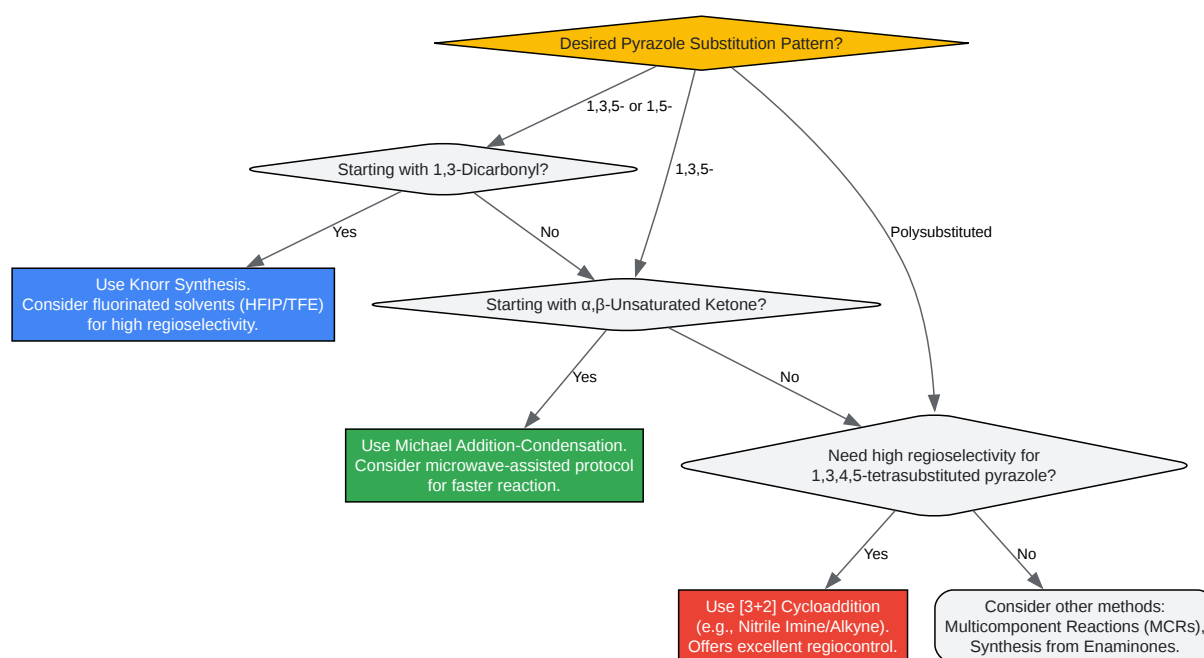 Desired Pyrazole Substitution Pattern?
1,3,5- or 1,5-
Starting with 1,3-Dicarbonyl?
1,3,5-
Yes
No
Polysubstituted
Use Knorr Synthesis.
Consider fluorinated solvents (HFIP/TFE)
for high regioselectivity.
Starting with α,β-Unsaturated Ketone?
Yes
No
Use Michael Addition-Condensation.
Consider microwave-assisted protocol
for faster reaction.
Need high regioselectivity for
1,3,4,5-tetrasubstituted pyrazole?
Yes
No
Use [3+2] Cycloaddition
(e.g., Nitrile Imine/Alkyne).
Offers excellent regiocontrol.
Consider other methods:
Multicomponent Reactions (MCRs),
Synthesis from Enaminones.